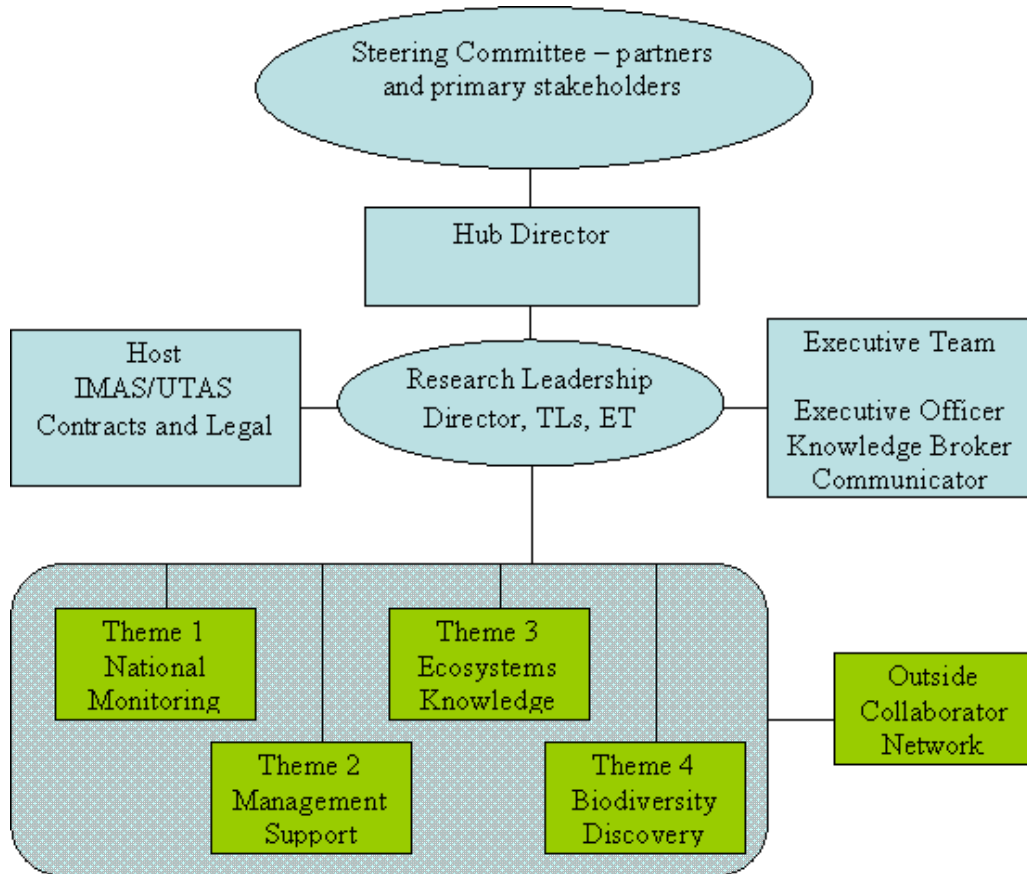 Steering Committee – partners
and primary stakeholders
Hub Director
Host
IMAS/UTAS
Contracts and Legal
Research Leadership
Director, TLs, ET
Executive Team
Executive Officer
Knowledge Broker
Communicator
Theme 1
National
Monitoring
Theme 3
Ecosystems
Knowledge
Theme 2
Management
Support
Theme 4
Biodiversity
Discovery
Outside
Collaborator
Network